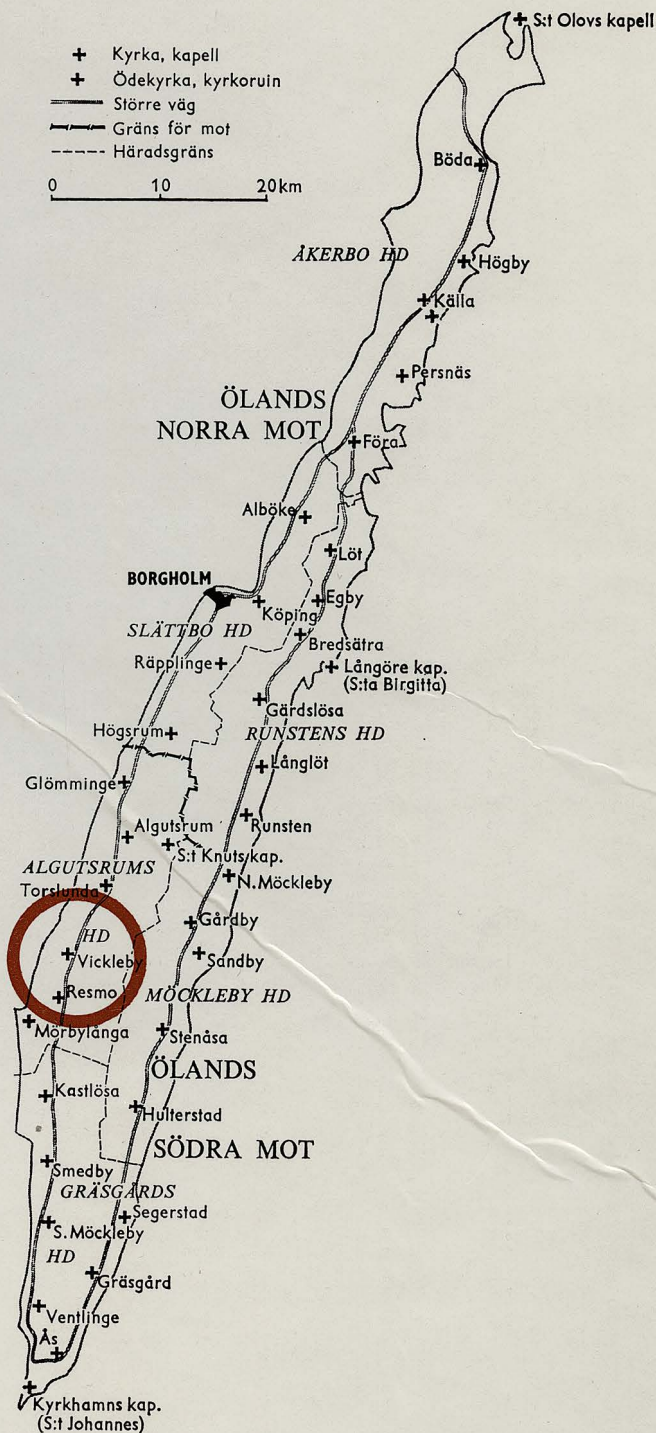 S:t Olovs kapell
Kyrka, kapell
Ödekyrka, kyrkoruin
Större väg
Gräns för mot
Häradsgräns
0 20km
Böda
ÅKERBO HD
Högby
Källa
Persnäs
ÖLANDS
NORRA MOT
Föra
Alböke
Löt
BORGHOLM
Köping
Egby
SLÄTTBO HD
Bredsätra
Räpplinge
Långöre kap.
(S:ta Birgitta)
Gärdslösa
Högsrum
RUNSTENS HD
Långlöt
Glömminge
Runsten
Algutsrum
S:t Knuts kap.
ALGUTSRUMS
N.Möckleby
Torslunda
Gårdby
HD
Vickleby
Sandby
Resmo
MÖCKLEBY HD
Mörbylånga
Stenåsa
ÖLANDS
Kastlösa
Hulterstad
SÖDRA MOT
Smedby
GRÄSGÅRDS
Segerstad
S.Möckleby
HD
Gräsgård
Ventlinge
Ås
Kyrkhamns kap.
(S:t Johannes)